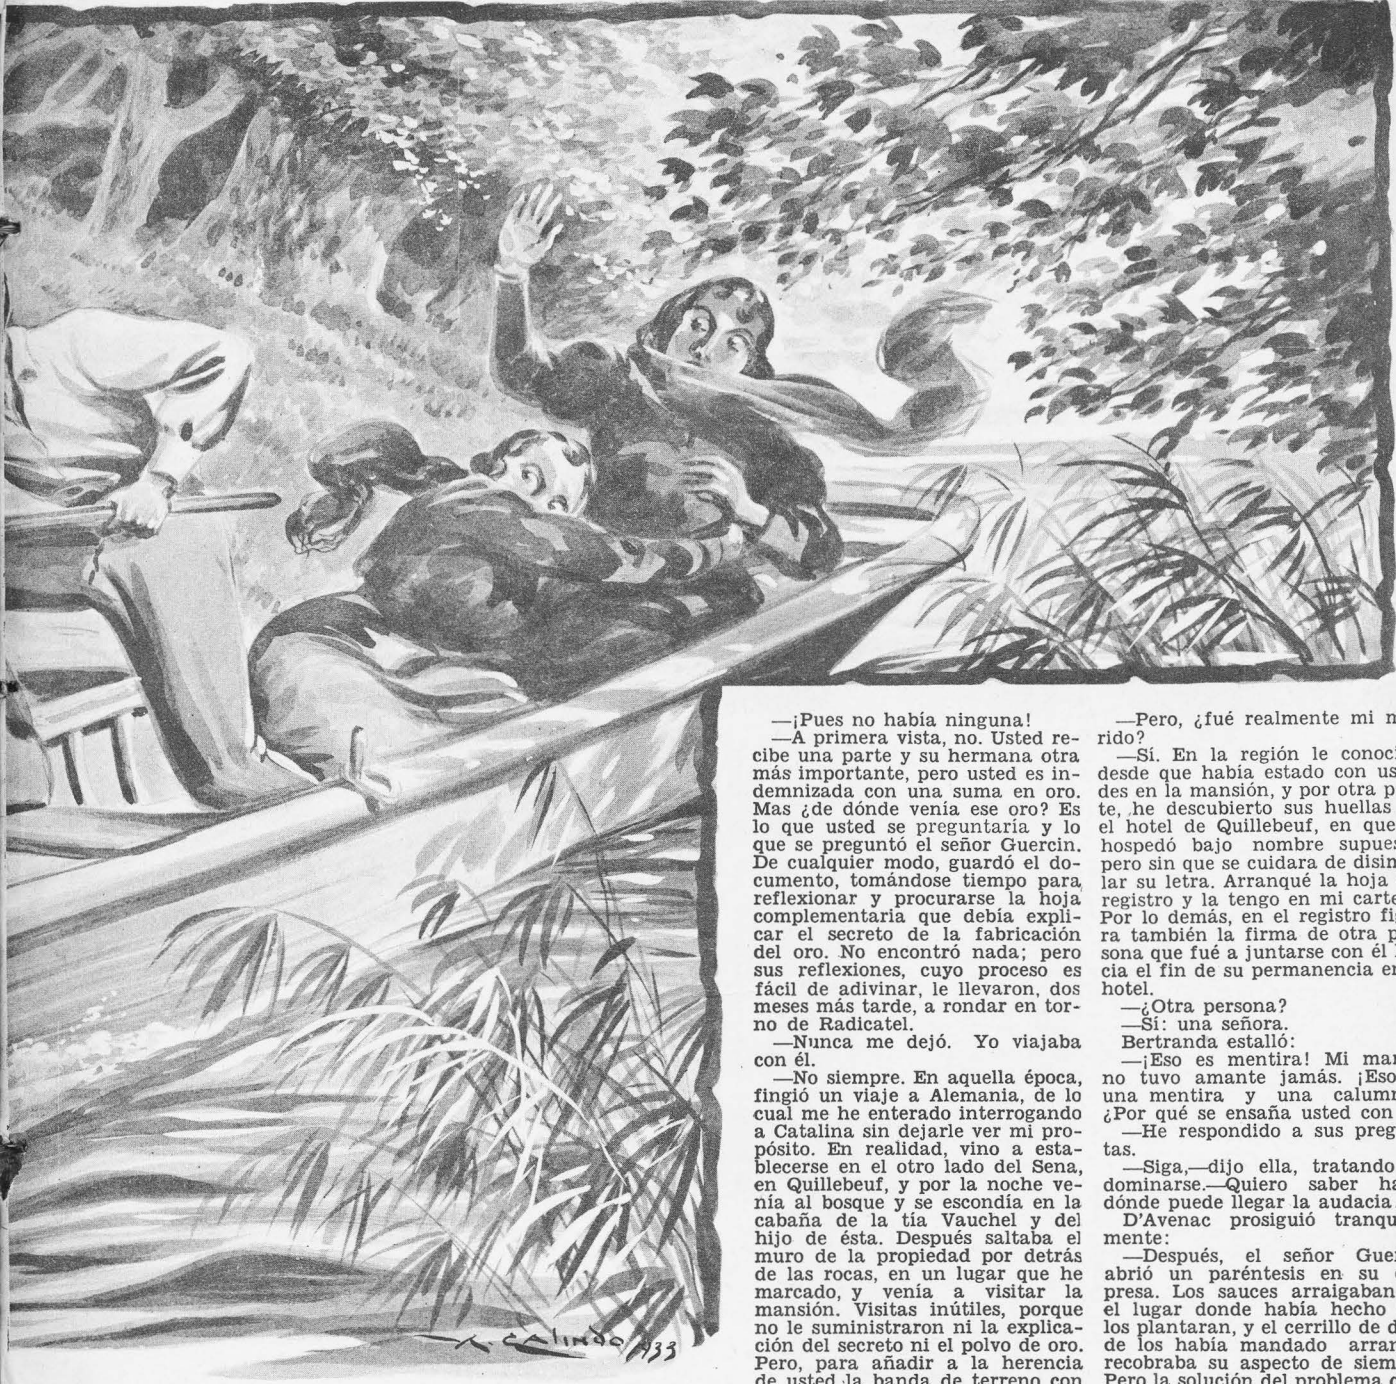 A. GALINDO 1933
—¡Pues no había ninguna!
—A primera vista, no. Usted re-
cibe una parte y su hermana otra
más importante, pero usted es in-
demnizada con una suma en oro.
Mas ¿de dónde venía ese oro? Es
lo que usted se preguntaría y lo
que se preguntó el señor Guercin.
De cualquier modo, guardó el do-
cumento, tomándose tiempo para
reflexionar y procurarse la hoja
complementaria que debía expli-
car el secreto de la fabricación
del oro. No encontró nada; pero
sus reflexiones, cuyo proceso es
fácil de adivinar, le llevaron, dos
meses más tarde, a rondar en tor-
no de Radicatel.
—Nunca me dejó. Yo viajaba
con él.
—No siempre. En aquella época,
fingió un viaje a Alemania, de lo
cual me he enterado interrogando
a Catalina sin dejarle ver mi pro-
pósito. En realidad, vino a esta-
blecerse en el otro lado del Sena,
en Quillebeuf, y por la noche ve-
nía al bosque y se escondía en la
cabaña de la tía Vauchel y del
hijo de ésta. Después saltaba el
muro de la propiedad por detrás
de las rocas, en un lugar que he
marcado, y venía a visitar la
mansión. Visitas inútiles, porque
no le suministraron ni la explica-
ción del secreto ni el polvo de oro.
Pero, para añadir a la herencia
de usted la banda de terreno con
—Pero, ¿fué realmente mi m
rido?
—Sí. En la región le conoc
desde que había estado con us
des en la mansión, y por otra p
te, he descubierto sus huellas
el hotel de Quillebeuf, en que
hospedó bajo nombre supues
pero sin que se cuidara de disim
lar su letra. Arranqué la hoja
registro y la tengo en mi carte
Por lo demás, en el registro fi
ra también la firma de otra p
sona que fué a juntarse con él
cia el fin de su permanencia en
hotel.
—¿Otra persona?
—Sí: una señora.
Bertranda estalló:
—¡Eso es mentira! Mi mar
no tuvo amante jamás. ¡Eso
una mentira y una calum
¿Por qué se ensaña usted con
—He respondido a sus preg
tas.
—Siga,—dijo ella, tratando
dominarse.—Quiero saber ha
dónde puede llegar la audacia
D'Avenac prosiguió tranqu
mente:
—Después, el señor Gue
abrió un paréntesis en su
presa. Los sauces arraigaban
el lugar donde había hecho
los plantaran, y el cerrillo de d
de los había mandado arran
recobraba su aspecto de siem
Pero la solución del problema